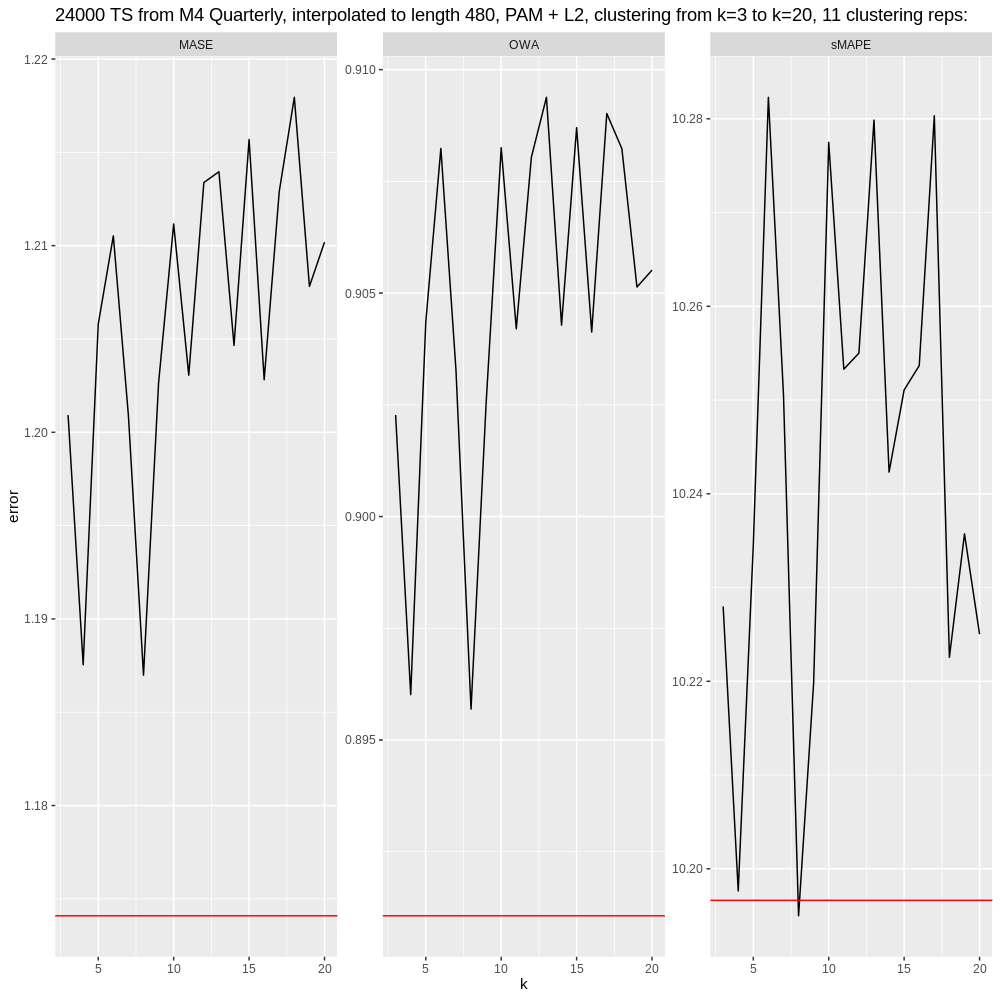 24000 TS from M4 Quarterly, interpolated to length 480, PAM + L2, clustering from k=3 to k=20, 11 clustering reps:
MASE
OWA
sMAPE
error
1.22
1.21
1.20
1.19
1.18
0.910
0.905
0.900
0.895
10.28
10.26
10.24
10.22
10.20
5 10 15 20
5 10 15 20
5 10 15 20
k